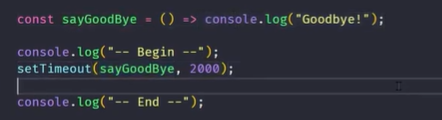 const sayGoodBye = () => console.log("Goodbye!");
console.log("-- Begin --");
setTimeout(sayGoodBye, 2000);
console.log("-- End --");